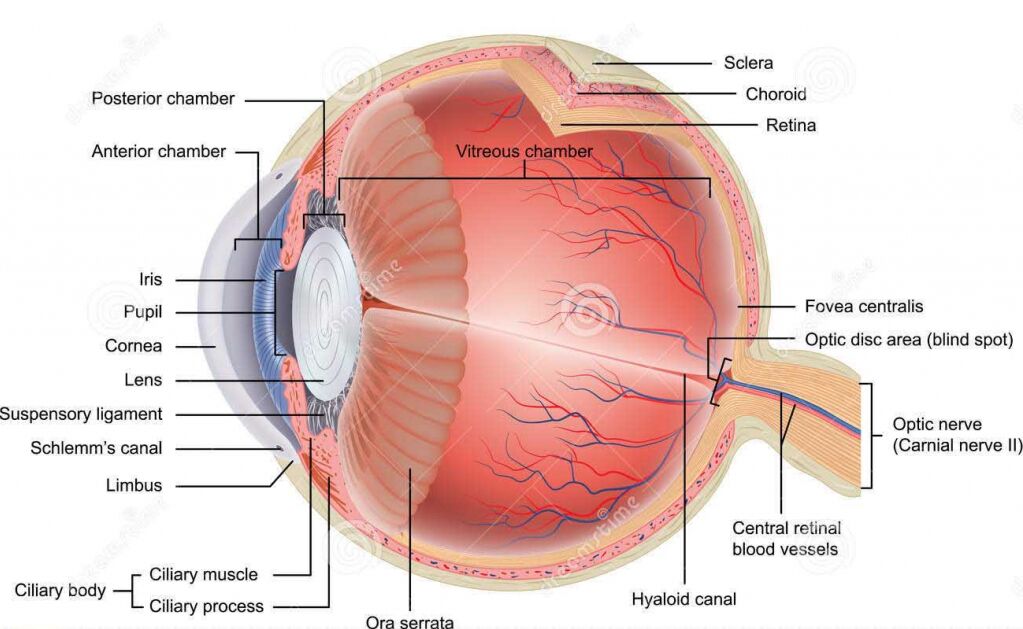 Sclera
Choroid
Retina
Posterior chamber
Anterior chamber
Vitreous chamber
Iris
Pupil
Cornea
Lens
Suspensory ligament
Schlemm's canal
Limbus
Fovea centralis
Optic disc area (blind spot)
Optic nerve
(Carnial nerve II)
Central retinal
blood vessels
Hyaloid canal
Ciliary body
Ciliary muscle
Ciliary process
Ora serrata
dreamstime
dreamstime
dreamstime